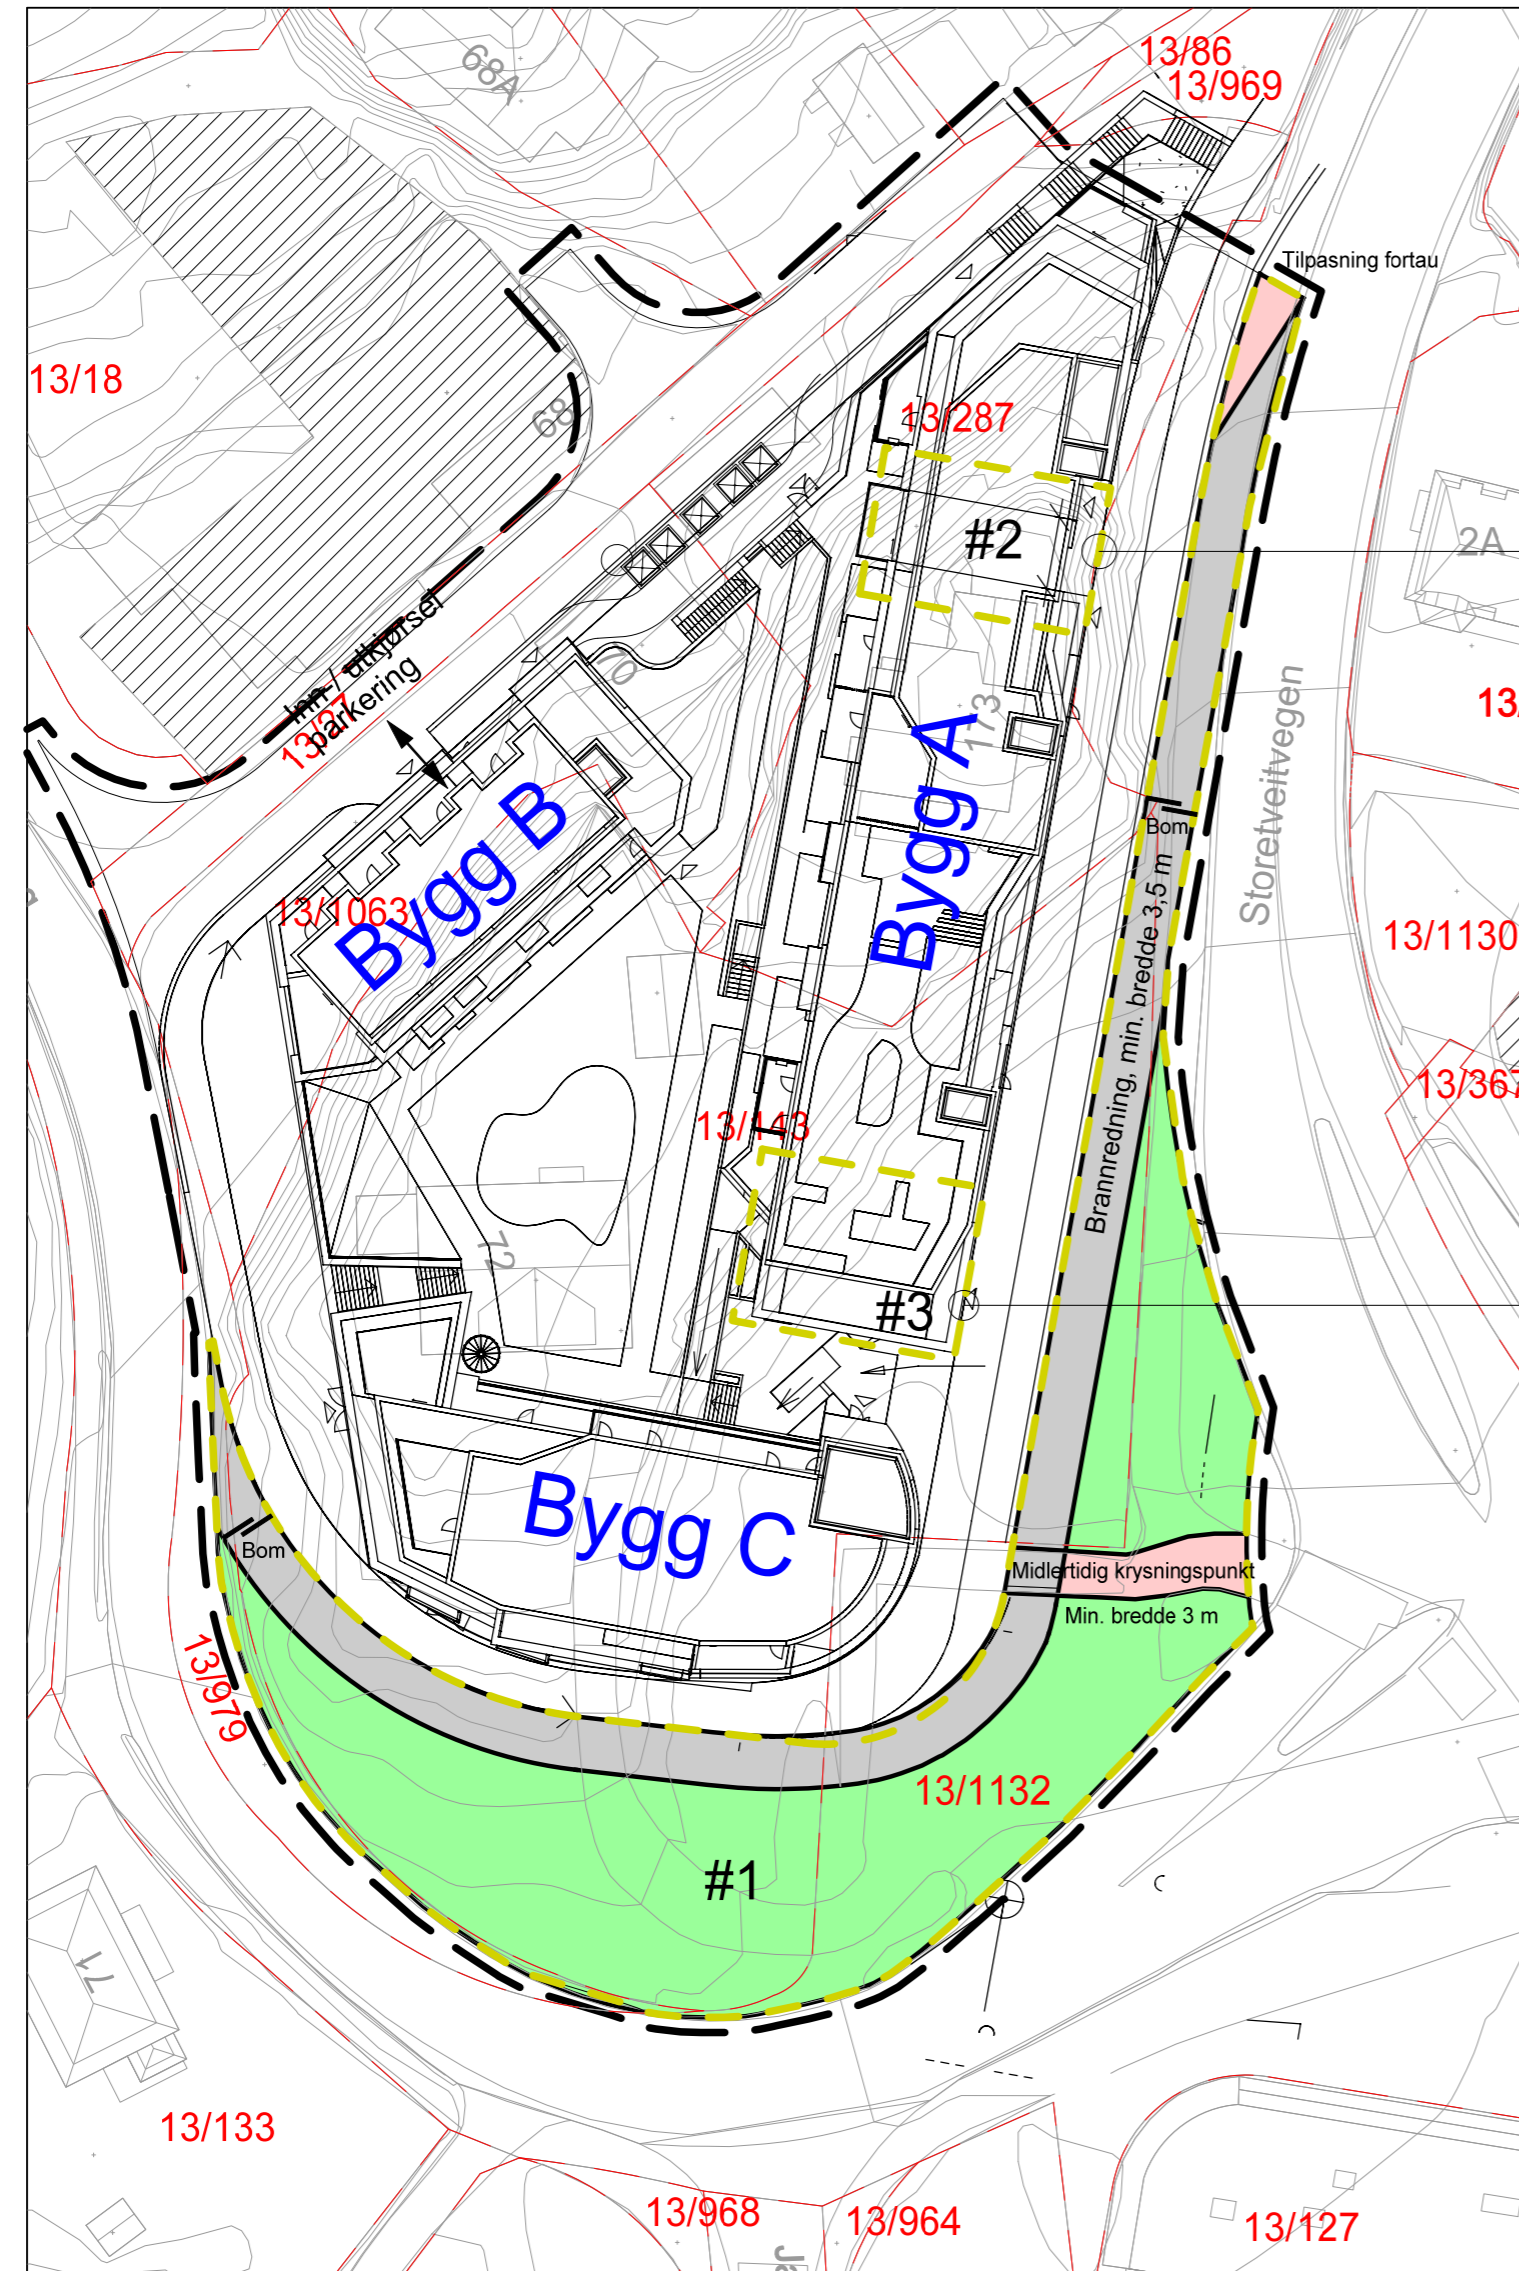 68A
13/86
13/969
Tilpasning fortau
13/18
68
13/287
#2
2A
Inn- / utkjørsel
parkering
13/27
70
173
Bygg A
Storetveitvegen
13/
Bom
Bygg B
13/1063
Brannredning, min. bredde 3,5 m
13/1130
13/367
13/143
72
#3
Bygg C
Bom
Midlertidig krysningspunkt
Min. bredde 3 m
13/979
13/1132
#1
71
13/133
13/968
13/964
13/127